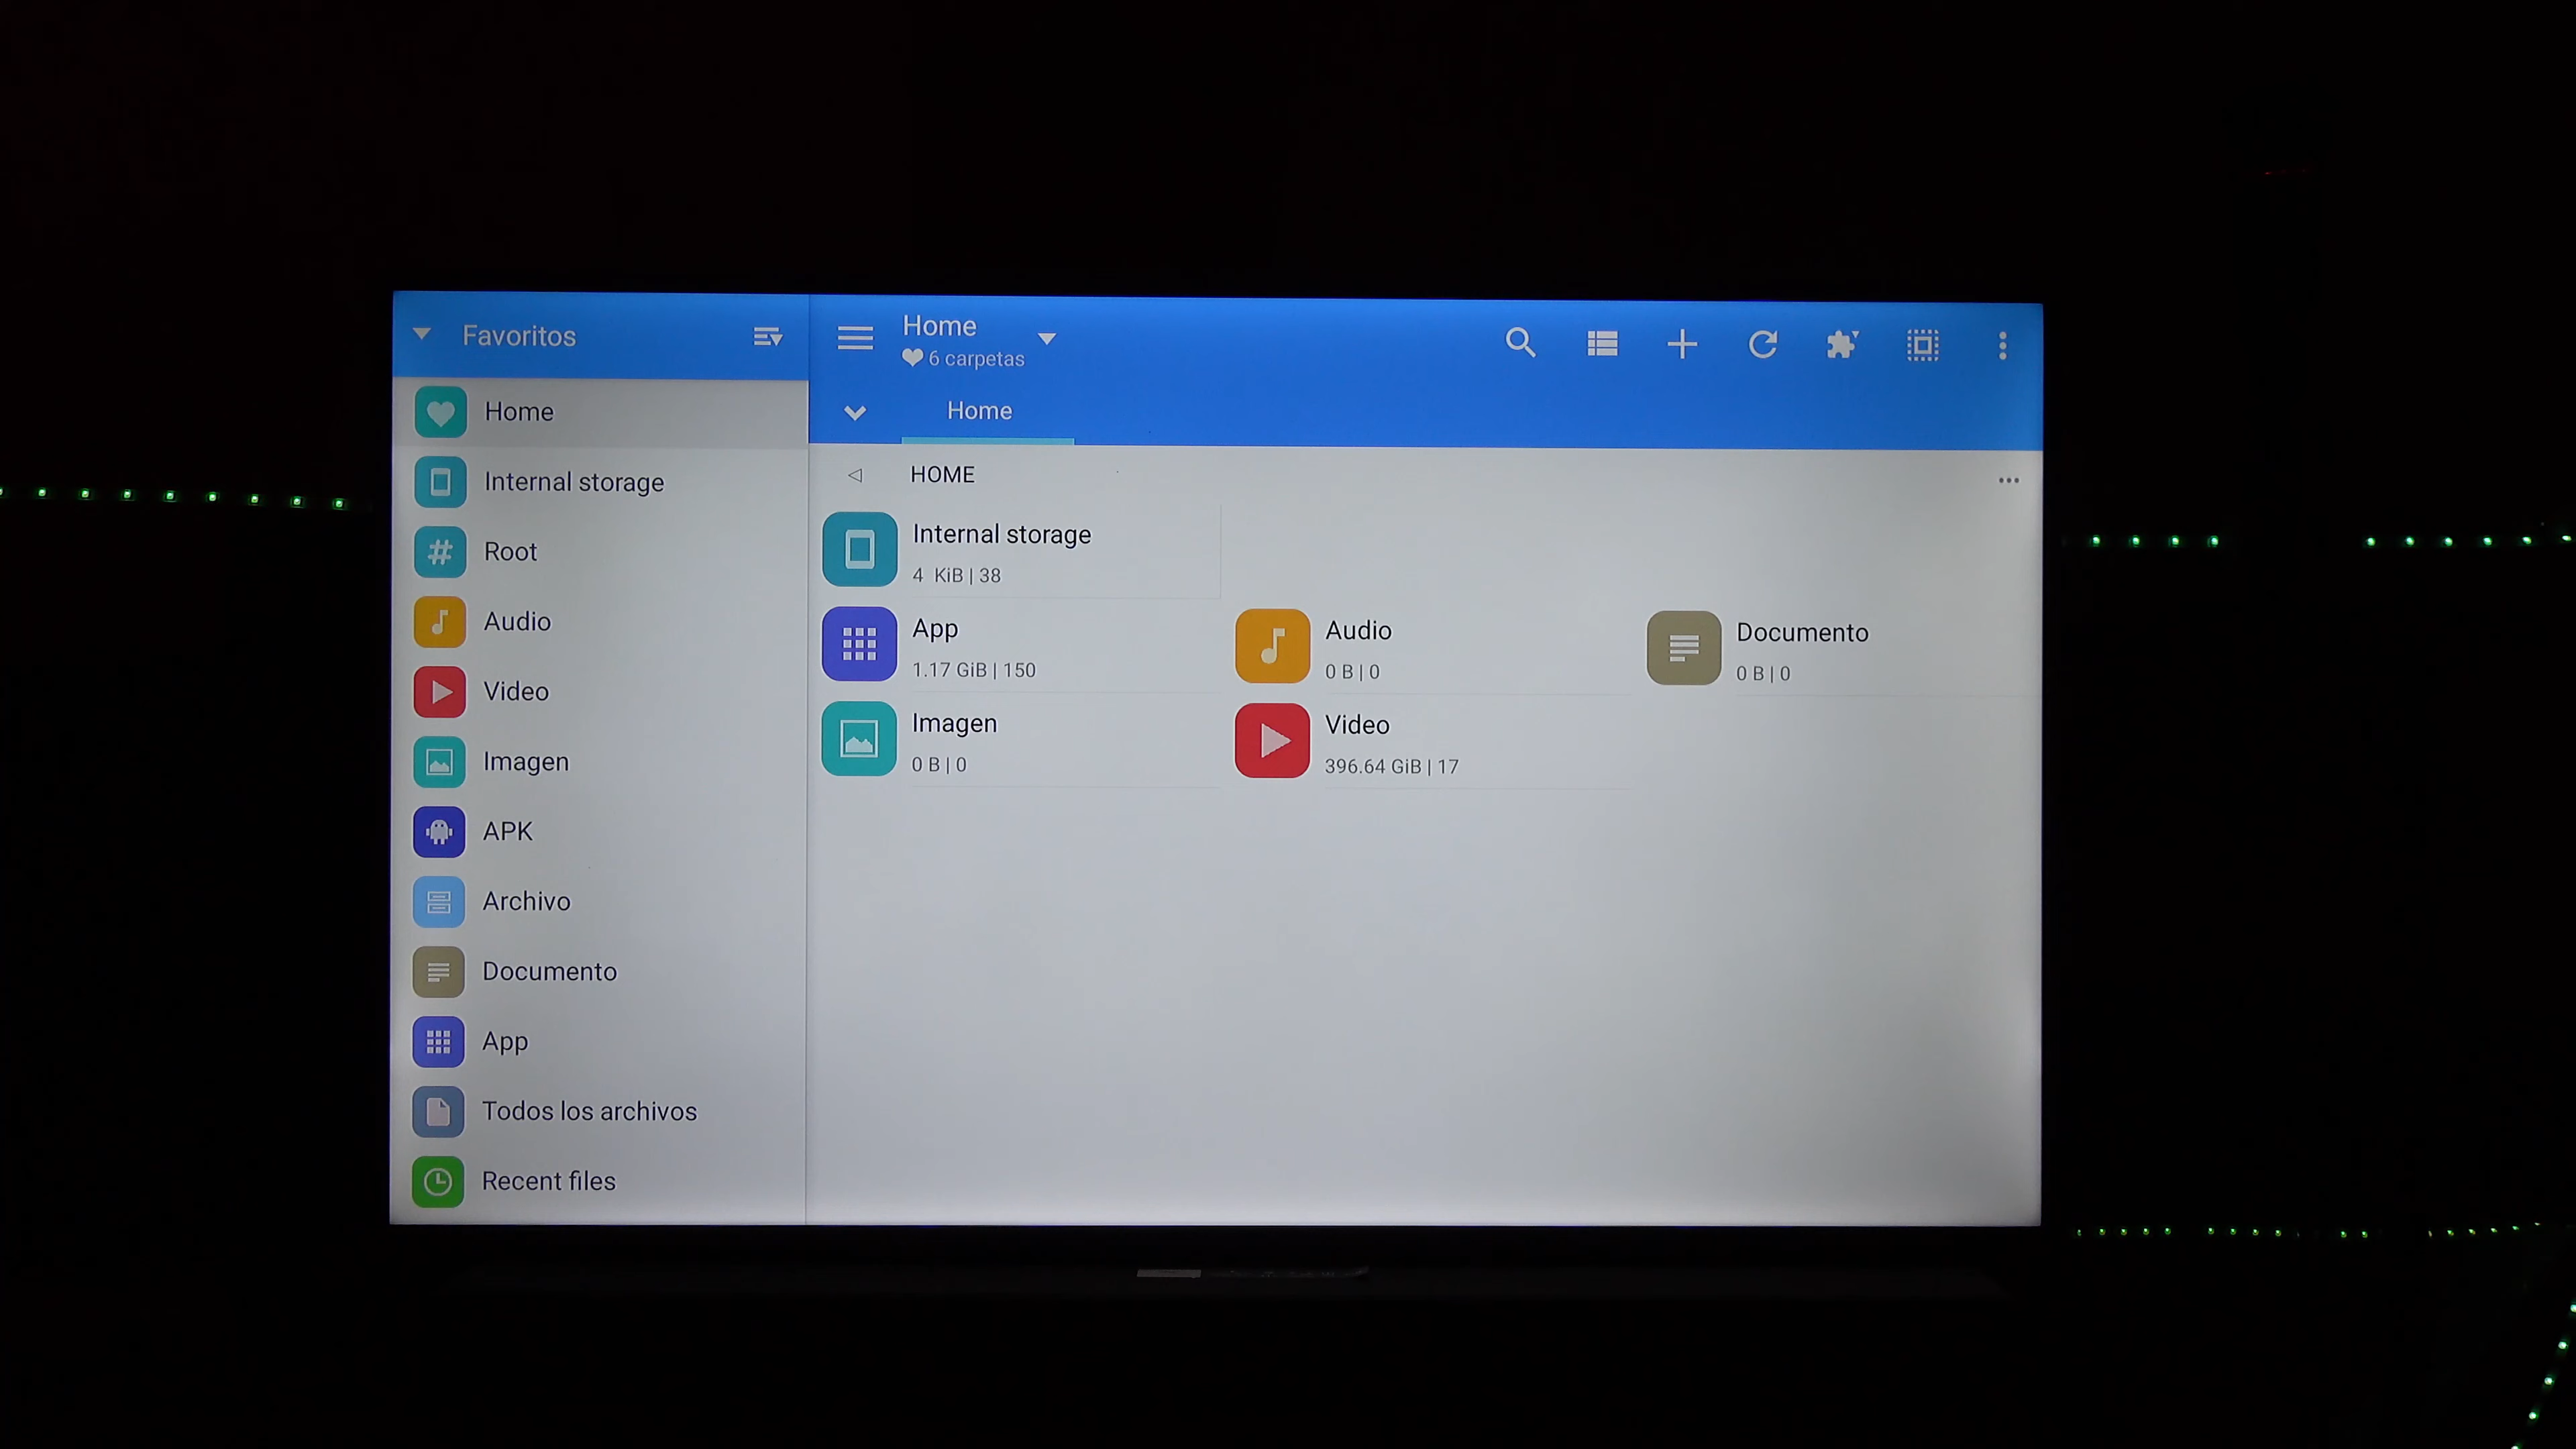 Favoritos
Home
Internal storage
Root
Audio
Video
Imagen
APK
Archivo
Documento
App
Todos los archivos
Recent files
Home
6 carpetas
Home
HOME
Internal storage
4 KiB | 38
App
1.17 GiB | 150
Audio
0 B | 0
Documento
0 B | 0
Imagen
0 B | 0
Video
396.64 GiB | 17